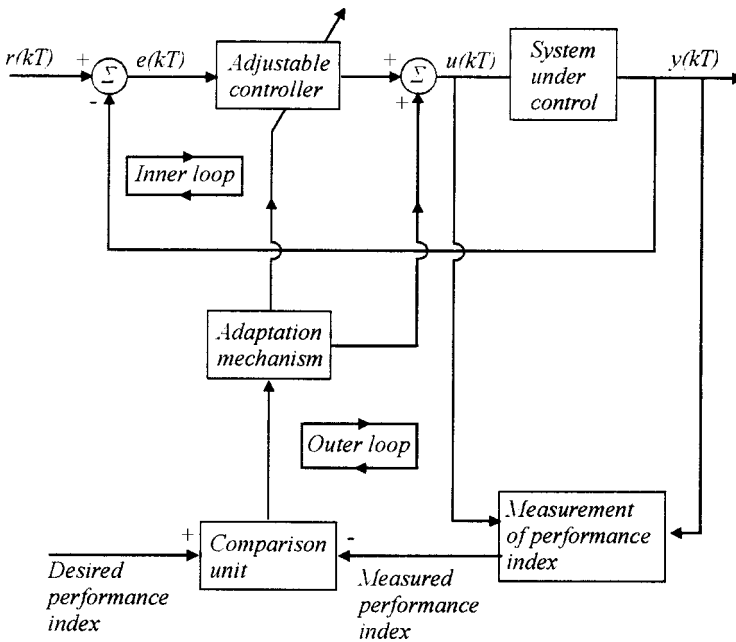 r(kT)
+
Σ
-
e(kT)
Adjustable
controller
+
Σ
+
u(kT)
System
under
control
y(kT)
Inner loop
Adaptation
mechanism
Outer loop
Measurement
of performance
index
+
Comparison
unit
-
Desired
performance
index
Measured
performance
index